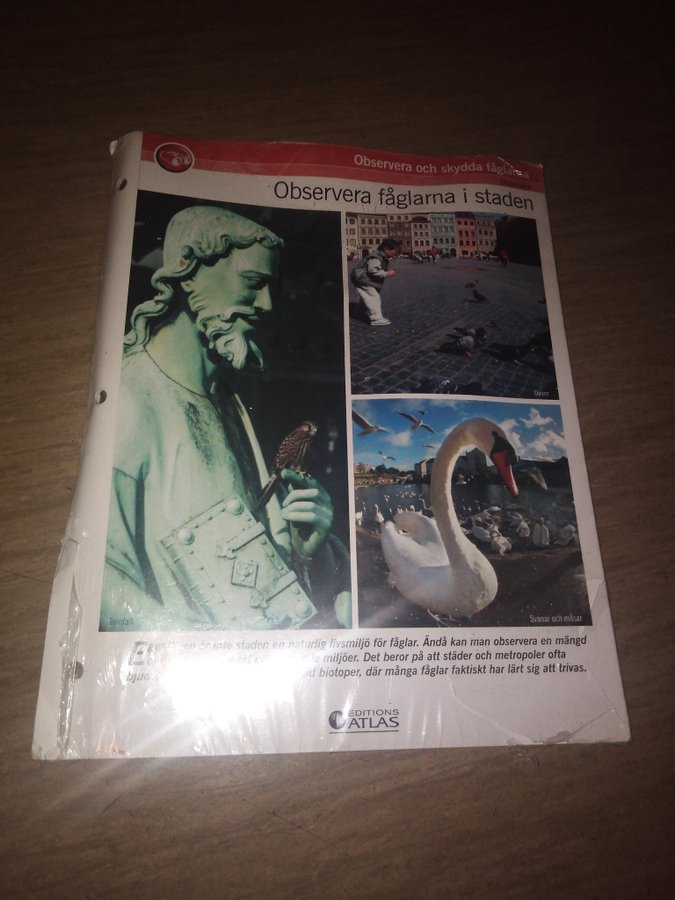 Observera och skydda fåglarna
Observera fåglarna i staden
Duvor
Tornfalk
Svanar och måsar
Egentligen är inte staden en naturlig livsmiljö för fåglar. Ändå kan man observera en mängd
miljöer. Det beror på att städer och metropoler ofta
biotoper, där många fåglar faktiskt har lärt sig att trivas.
EDITIONS
ATLAS